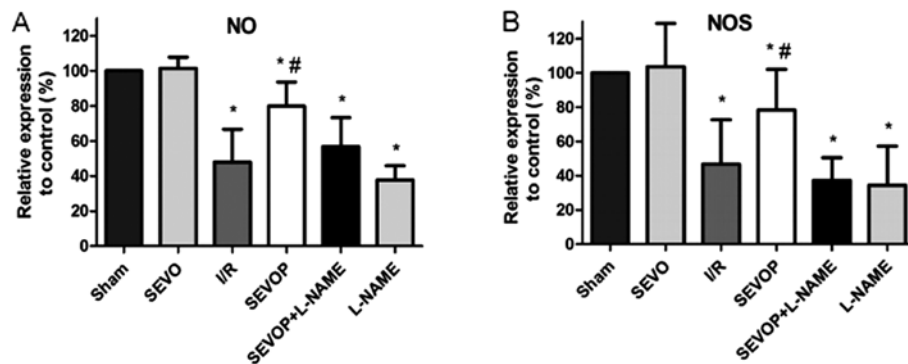 A
NO
Relative expression
to control (%)
120
100
80
60
40
20
0
*
* #
*
*
Sham
SEVO
I/R
SEVOP
SEVOP+L-NAME
L-NAME
B
NOS
Relative expression
to control (%)
120
100
80
60
40
20
0
*
* #
*
*
Sham
SEVO
I/R
SEVOP
SEVOP+L-NAME
L-NAME